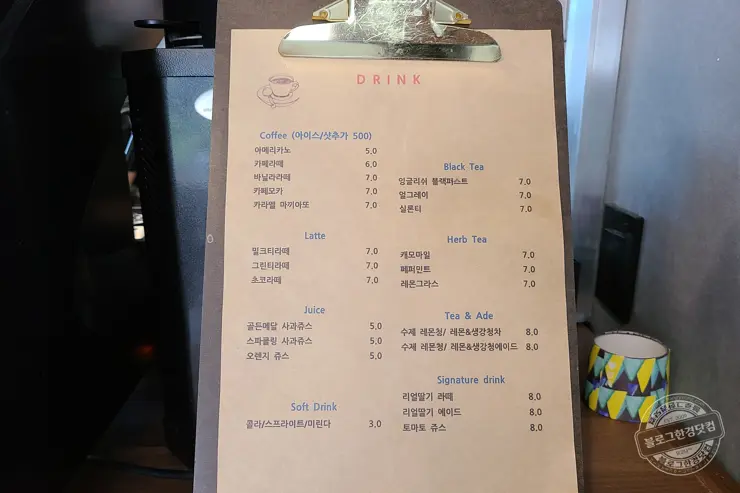 DRINK
Coffee (아이스/샷추가 500)
아메리카노 5.0
카페라떼 6.0
바닐라라떼 7.0
카페모카 7.0
카라멜 마끼아또 7.0
Latte
밀크티라떼 7.0
그린티라떼 7.0
초코라떼 7.0
Juice
골든메달 사과쥬스 5.0
스파클링 사과쥬스 5.0
오렌지 쥬스 5.0
Soft Drink
콜라/스프라이트/미린다 3.0
Black Tea
잉글리쉬 블랙퍼스트 7.0
얼그레이 7.0
실론티 7.0
Herb Tea
캐모마일 7.0
페퍼민트 7.0
레몬그라스 7.0
Tea & Ade
수제 레몬청/ 레몬&생강청차 8.0
수제 레몬청/ 레몬&생강청에이드 8.0
Signature drink
리얼딸기 라떼 8.0
리얼딸기 에이드 8.0
토마토 쥬스 8.0
블로그한경닷컴